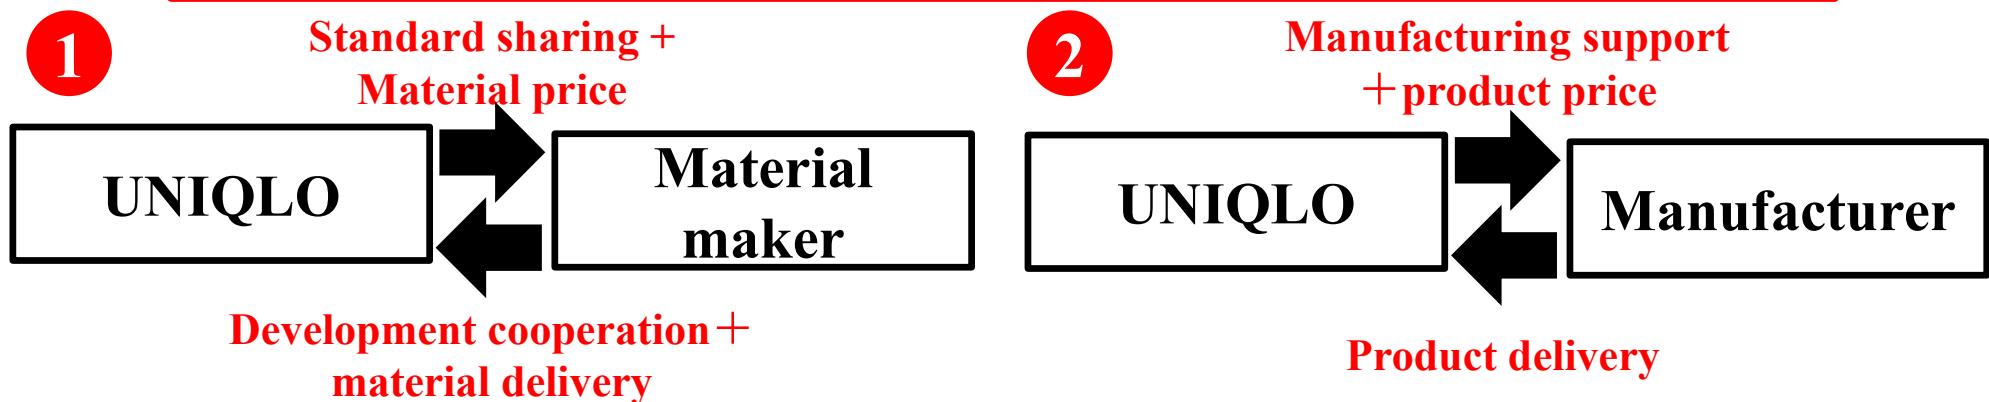 1
Standard sharing +
Material price
UNIQLO
Material
maker
Development cooperation＋
material delivery
2
Manufacturing support
＋product price
UNIQLO
Manufacturer
Product delivery